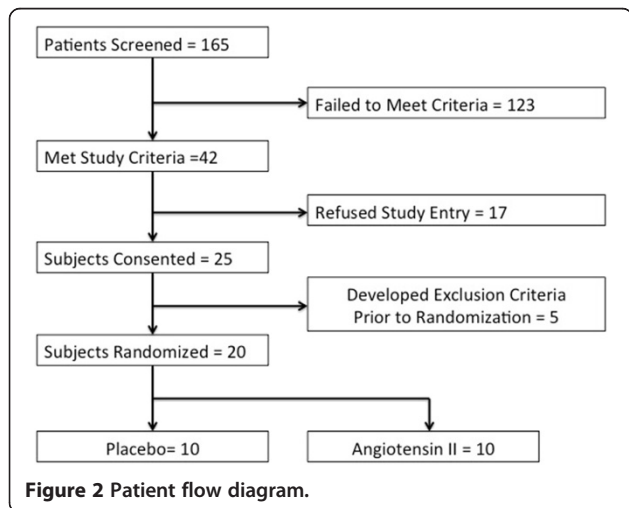 Patients Screened = 165
Failed to Meet Criteria = 123
Met Study Criteria =42
Refused Study Entry = 17
Subjects Consented = 25
Developed Exclusion Criteria
Prior to Randomization = 5
Subjects Randomized = 20
Placebo= 10
Angiotensin II = 10
Figure 2 Patient flow diagram.